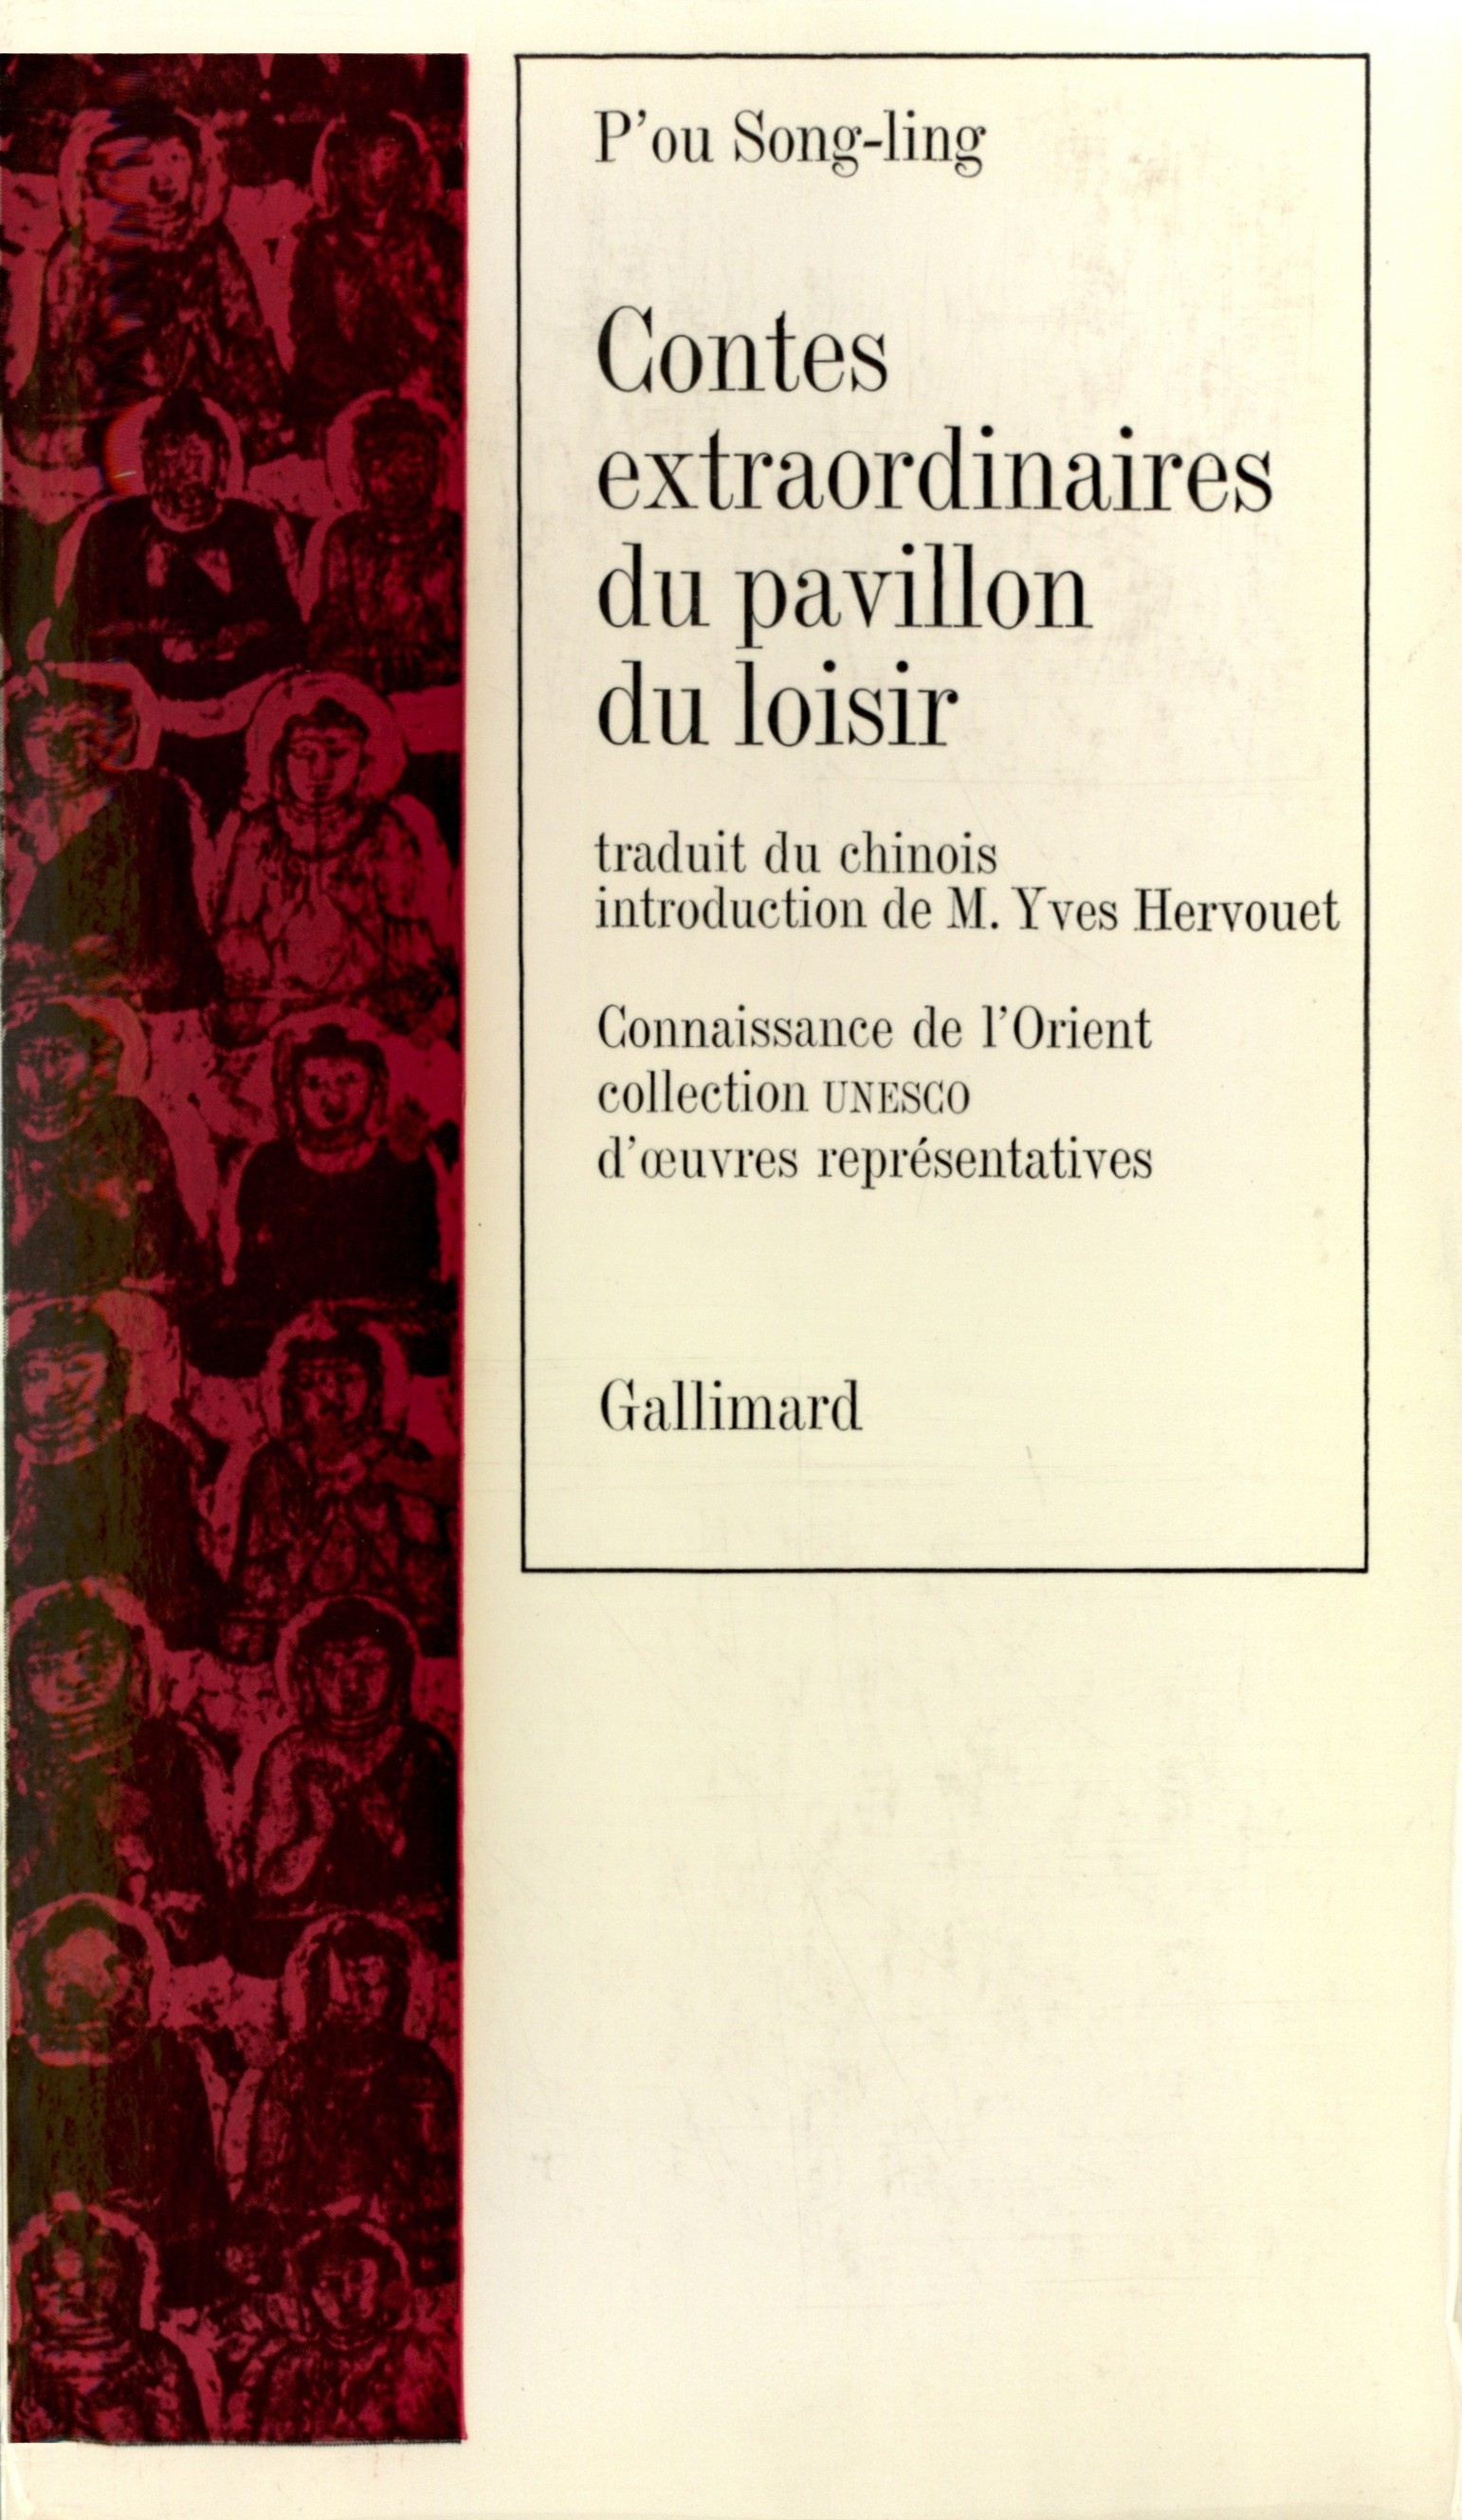 P'ou Song-ling
Contes
extraordinaires
du pavillon
du loisir
traduit du chinois
introduction de M. Yves Hervouet
Connaissance de l'Orient
collection UNESCO
d'œuvres représentatives
Gallimard